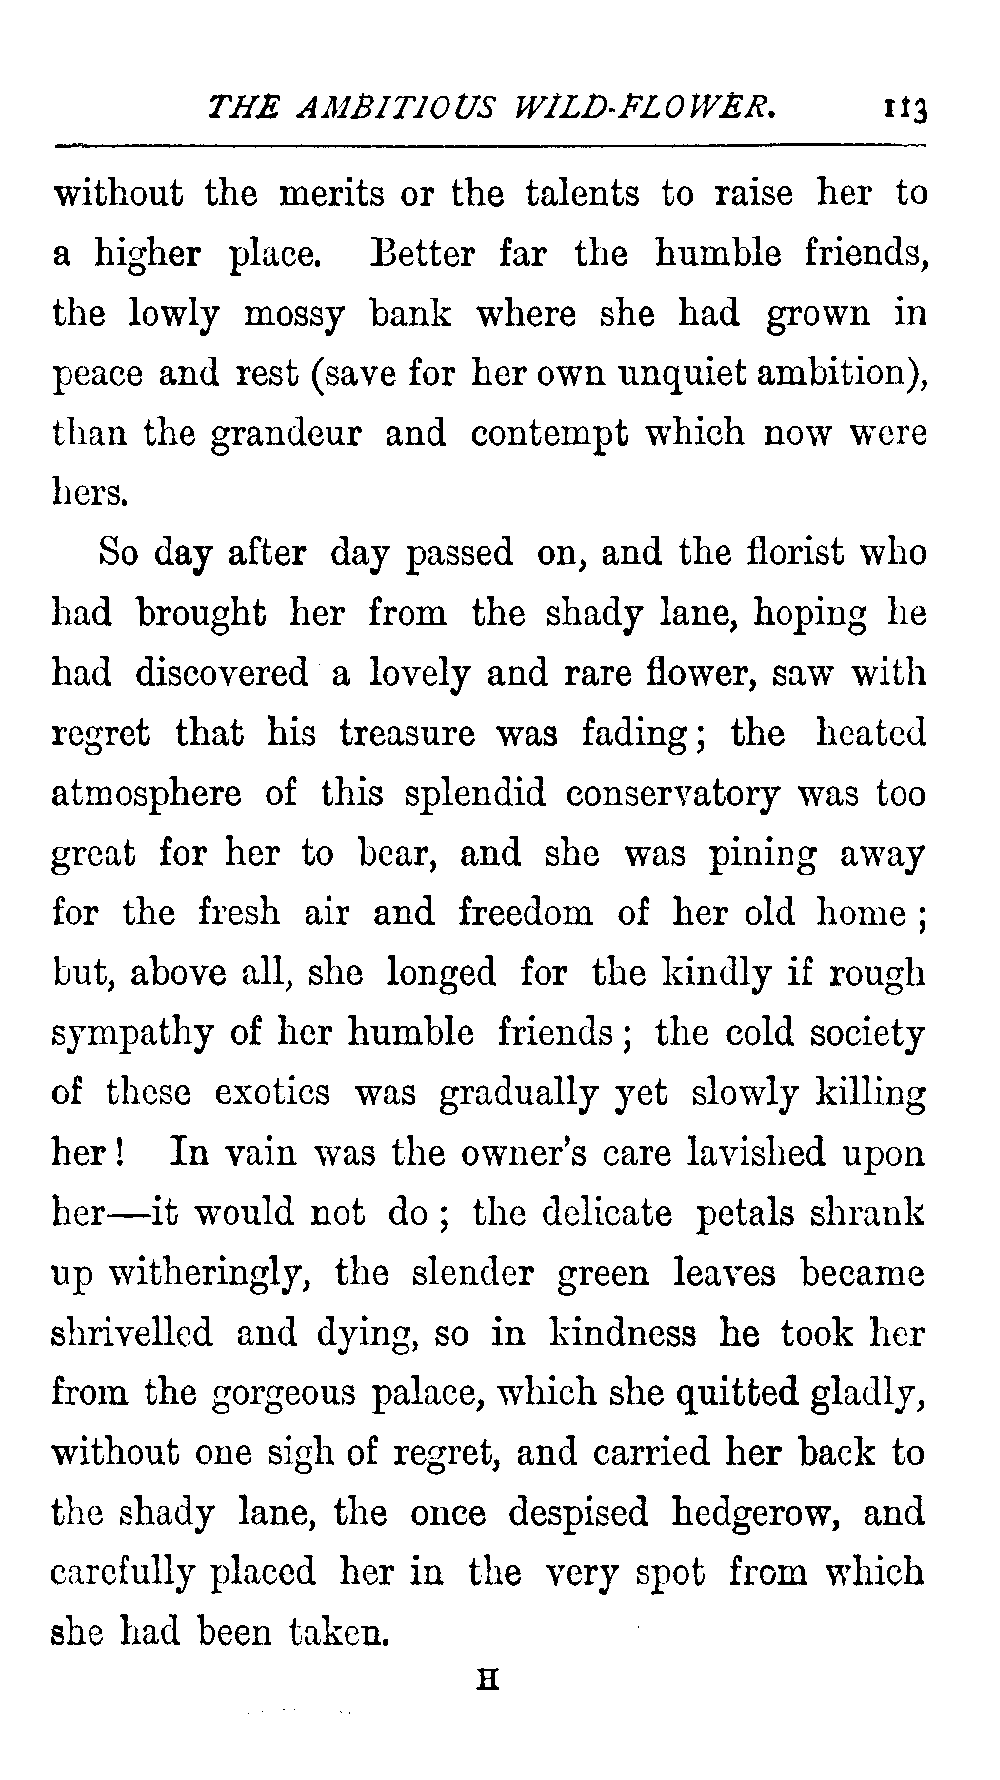 THE AMBITIOUS WILD-FLOWER. 113
without the merits or the talents to raise her to
a higher place. Better far the humble friends,
the lowly mossy bank where she had grown in
peace and rest (save for her own unquiet ambition),
than the grandeur and contempt which now were
hers.
So day after day passed on, and the florist who
had brought her from the shady lane, hoping he
had discovered a lovely and rare flower, saw with
regret that his treasure was fading; the heated
atmosphere of this splendid conservatory was too
great for her to bear, and she was pining away
for the fresh air and freedom of her old home;
but, above all, she longed for the kindly if rough
sympathy of her humble friends; the cold society
of these exotics was gradually yet slowly killing
her! In vain was the owner's care lavished upon
her—it would not do; the delicate petals shrank
up witheringly, the slender green leaves became
shrivelled and dying, so in kindness he took her
from the gorgeous palace, which she quitted gladly,
without one sigh of regret, and carried her back to
the shady lane, the once despised hedgerow, and
carefully placed her in the very spot from which
she had been taken.
H